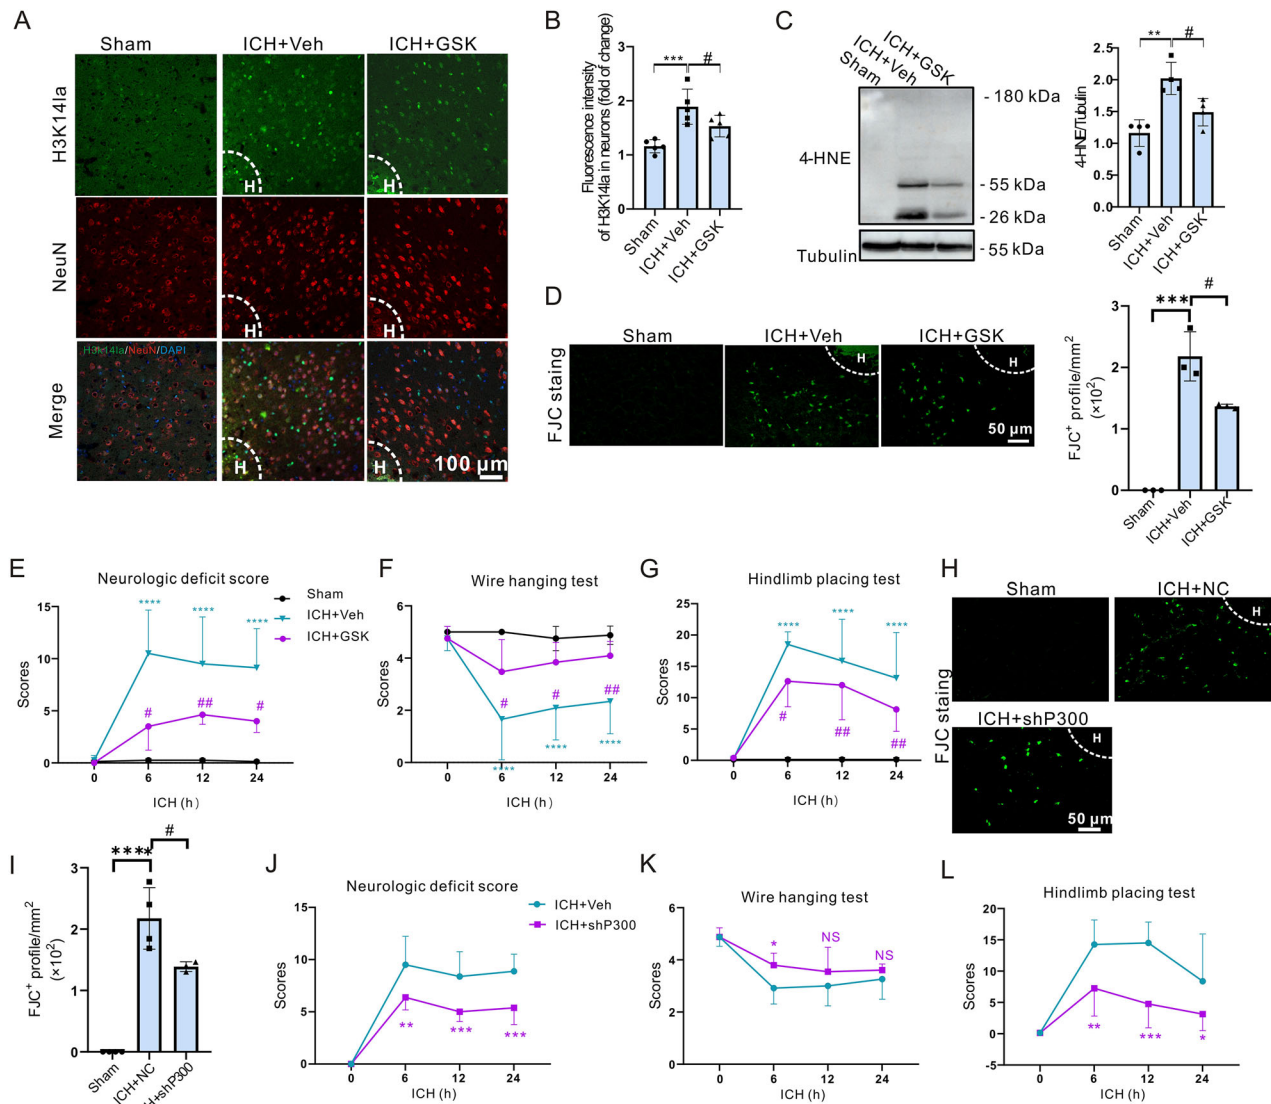 A
Sham
ICH+Veh
ICH+GSK
H3K14la
NeuN
Merge
H
H
H
H
H3k14la/NeuN/DAPI
H
H
100 µm
B
Fluorescence intensity
of H3K14la in neurons (fold of change)
3
2
1
0
***
#
Sham
ICH+Veh
ICH+GSK
C
Sham
ICH+Veh
ICH+GSK
4-HNE
Tubulin
- 180 kDa
- 55 kDa
- 26 kDa
- 55 kDa
4-HNE/Tubulin
2.5
2.0
1.5
1.0
0.5
0.0
**
#
Sham
ICH+Veh
ICH+GSK
D
FJC staing
Sham
ICH+Veh
ICH+GSK
H
H
50 µm
FJC⁺ profile/mm²
(×10²)
3
2
1
0
***
#
Sham
ICH+Veh
ICH+GSK
E
Neurologic deficit score
Scores
15
10
5
0
****
****
****
#
##
#
Sham
ICH+Veh
ICH+GSK
0 6 12 24
ICH (h)
F
Wire hanging test
Scores
6
4
2
0
#
#
##
****
****
****
0 6 12 24
ICH (h)
G
Hindlimb placing test
Scores
25
20
15
10
5
0
****
****
****
#
##
##
0 6 12 24
ICH (h)
H
FJC staing
Sham
ICH+NC
H
ICH+shP300
H
50 µm
I
FJC⁺ profile/mm²
(×10²)
3
2
1
0
****
#
Sham
ICH+NC
H+shP300
J
Neurologic deficit score
Scores
15
10
5
0
**
***
***
ICH+Veh
ICH+shP300
0 6 12 24
ICH (h)
K
Wire hanging test
Scores
6
4
2
0
*
NS
NS
0 6 12 24
ICH (h)
L
Hindlimb placing test
Scores
20
15
10
5
0
-5
**
***
*
0 6 12 24
ICH (h)